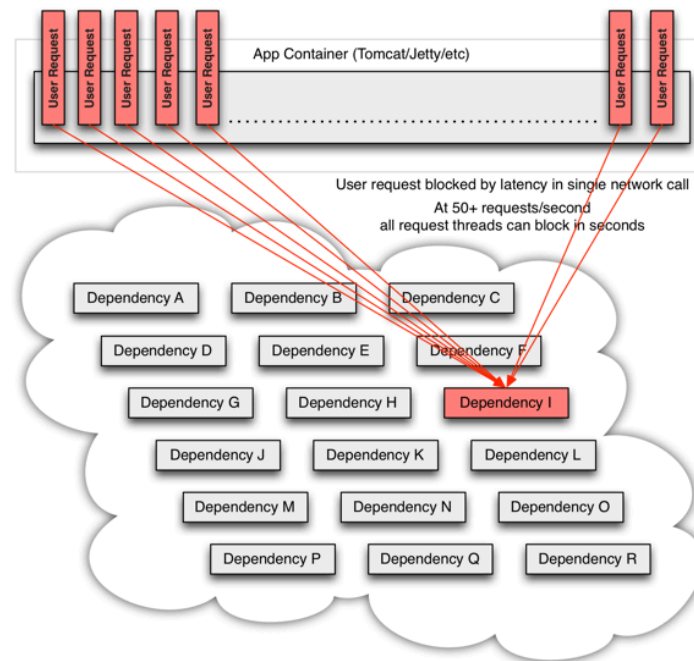 User Request
User Request
User Request
User Request
User Request
User Request
User Request
App Container (Tomcat/Jetty/etc)
User request blocked by latency in single network call
At 50+ requests/second
all request threads can block in seconds
Dependency A
Dependency B
Dependency C
Dependency D
Dependency E
Dependency F
Dependency G
Dependency H
Dependency I
Dependency J
Dependency K
Dependency L
Dependency M
Dependency N
Dependency O
Dependency P
Dependency Q
Dependency R